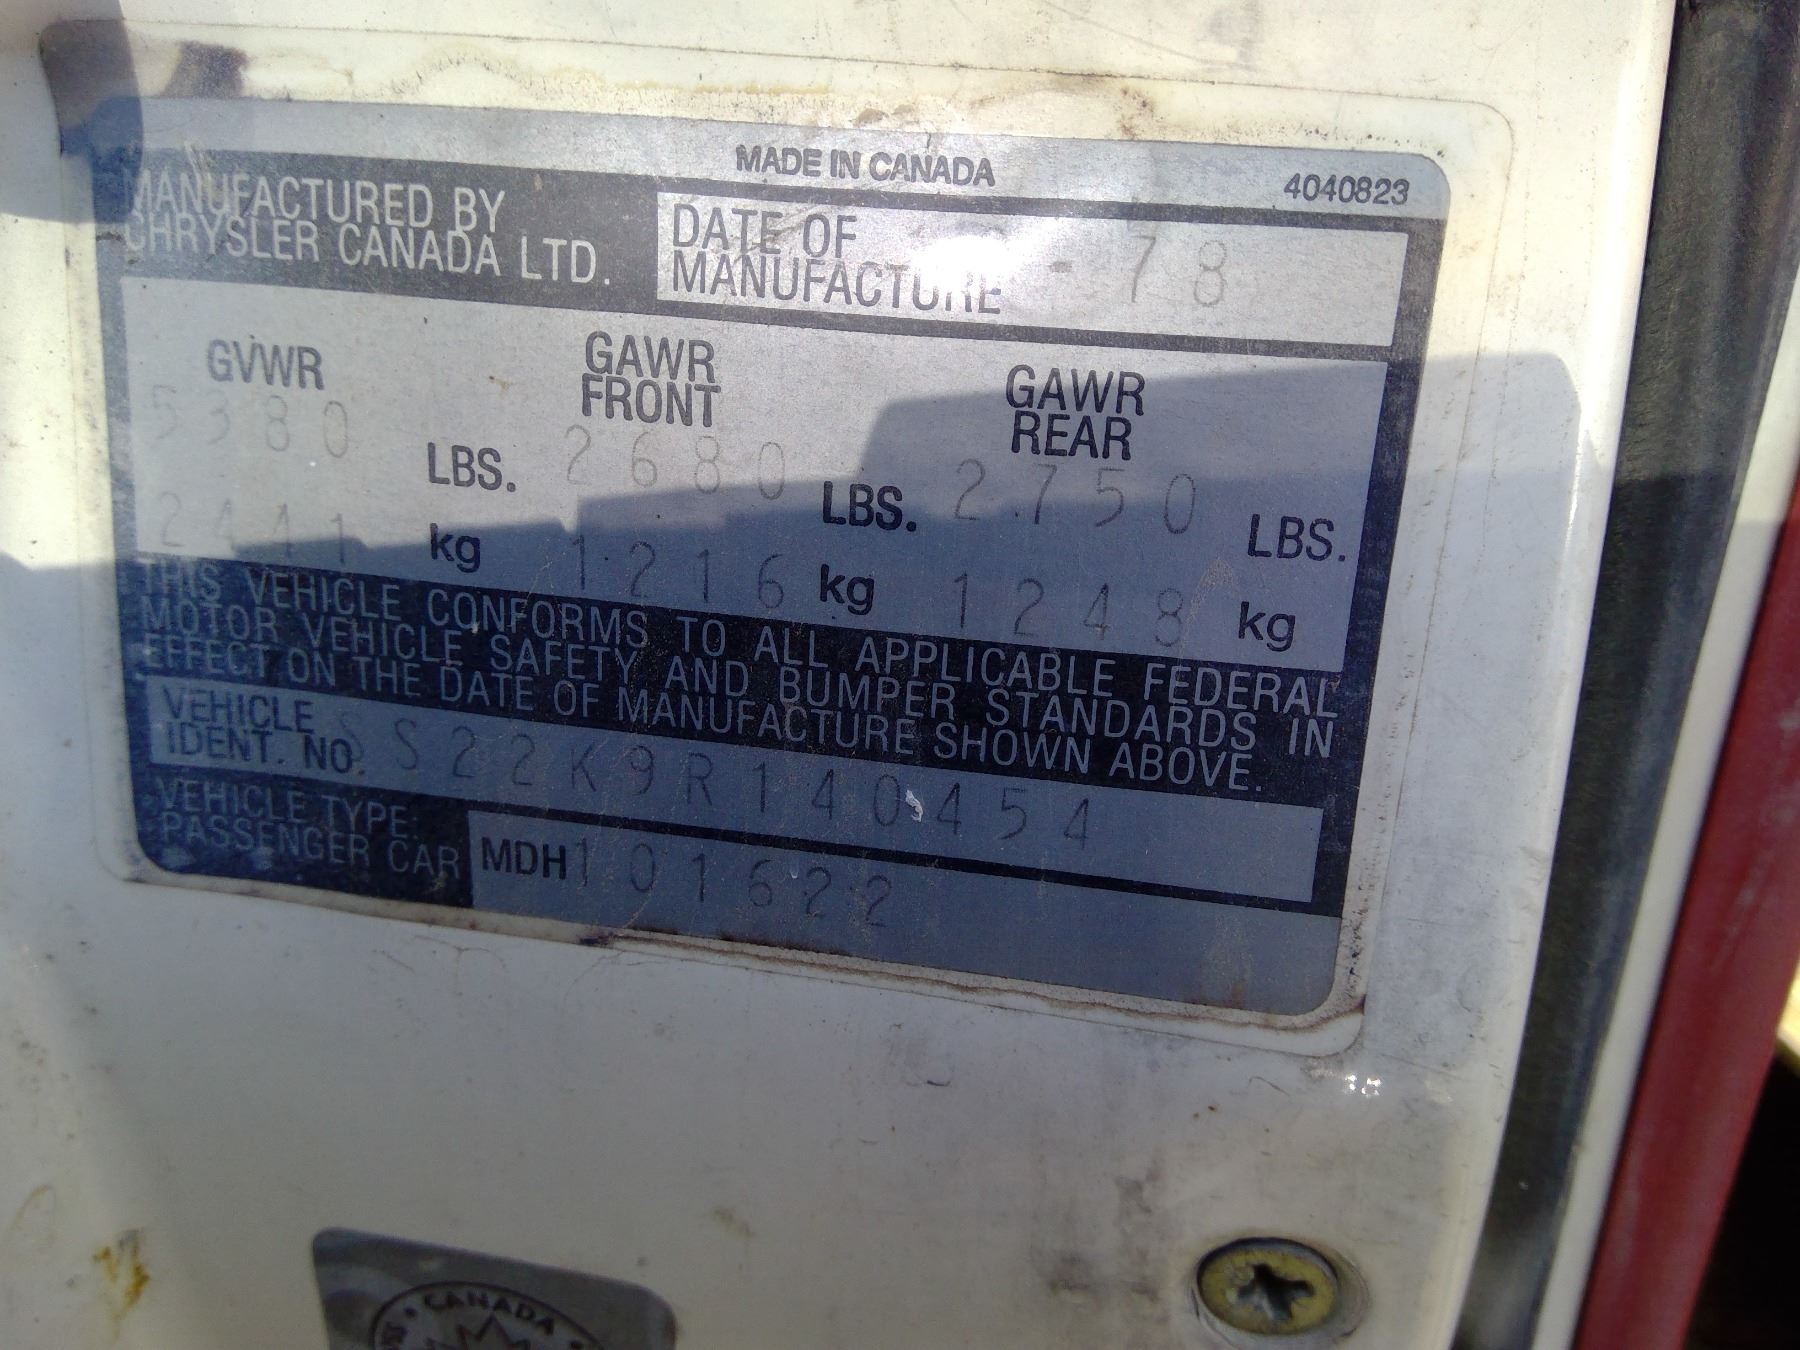 MADE IN CANADA
4040823
MANUFACTURED BY
CHRYSLER CANADA LTD.
DATE OF
MANUFACTURE
- 78
GVWR
GAWR
FRONT
GAWR
REAR
5380 LBS. 2680 LBS. 2750 LBS.
2441 kg 1216 kg 1248 kg
THIS VEHICLE CONFORMS TO ALL APPLICABLE FEDERAL
MOTOR VEHICLE SAFETY AND BUMPER STANDARDS IN
EFFECT ON THE DATE OF MANUFACTURE SHOWN ABOVE.
VEHICLE
IDENT. NO. SS22K9R140454
VEHICLE TYPE:
PASSENGER CAR
MDH 101622
CANADA